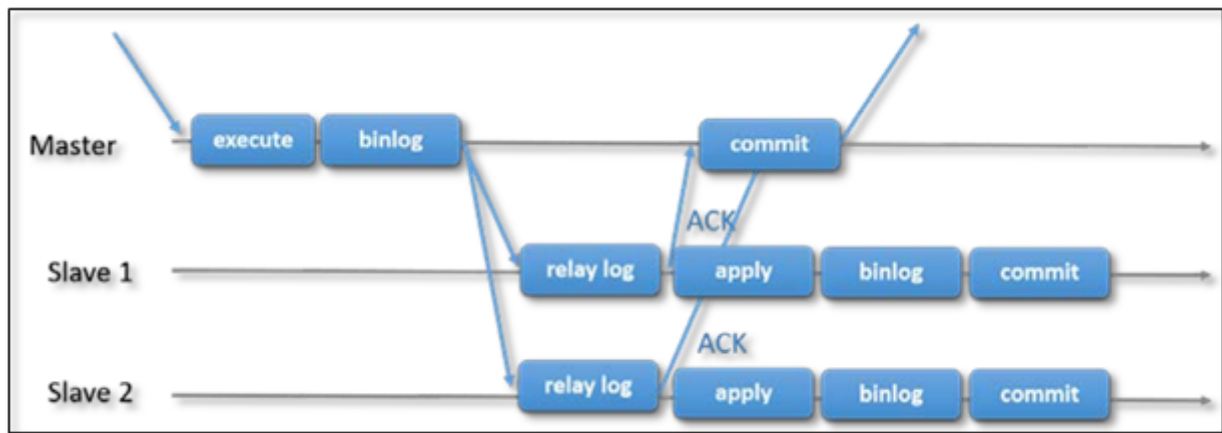 Master execute binlog commit
ACK
Slave 1 relay log apply binlog commit
ACK
Slave 2 relay log apply binlog commit